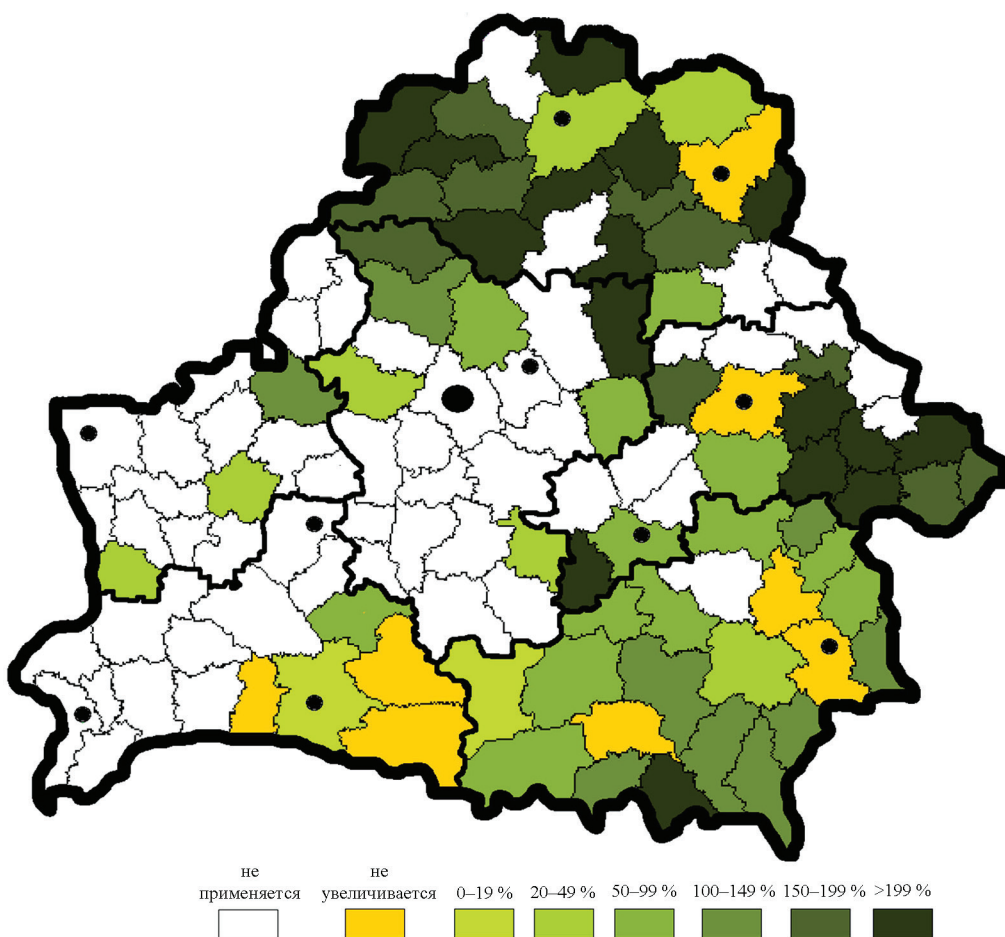 не
применяется
не
увеличивается
0–19 %
20–49 %
50–99 %
100–149 %
150–199 %
>199 %